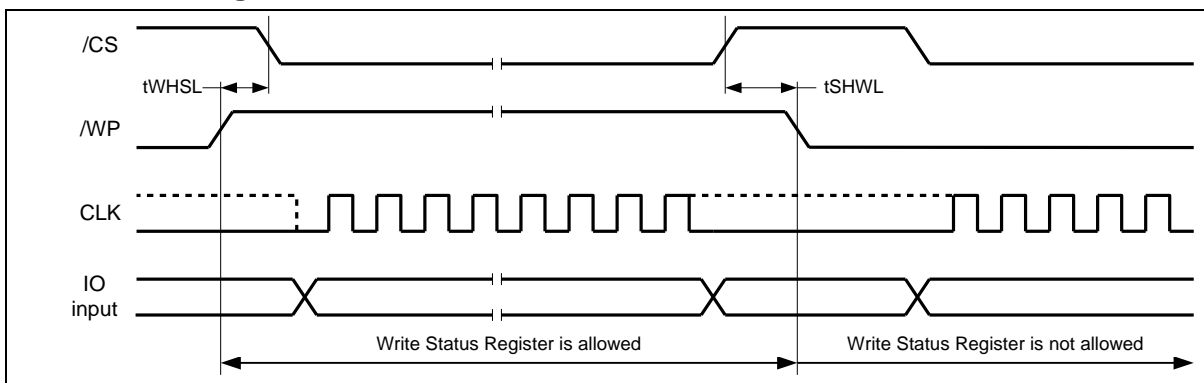 /CS
tWHSL
tSHWL
/WP
CLK
IO
input
Write Status Register is allowed
Write Status Register is not allowed